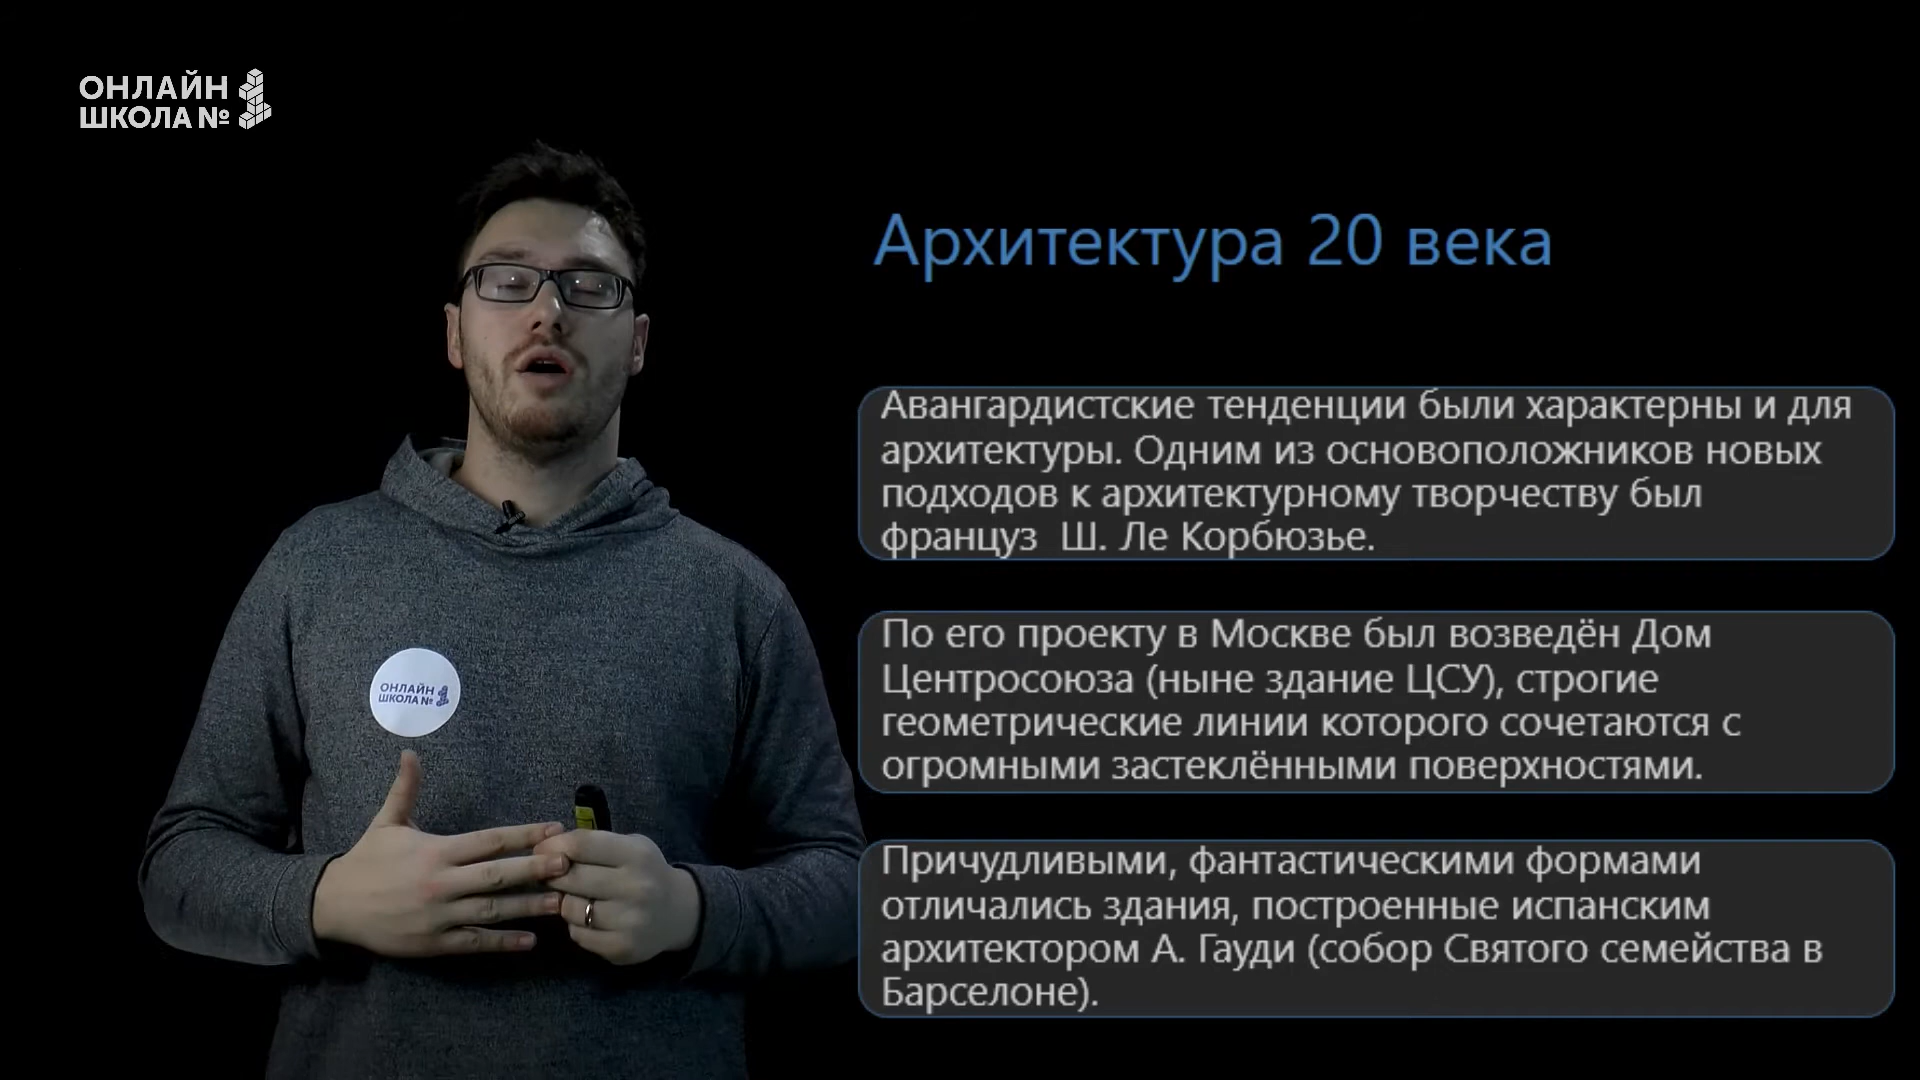 ОНЛАЙН
ШКОЛА №
Архитектура 20 века
Авангардистские тенденции были характерны и для
архитектуры. Одним из основоположников новых
подходов к архитектурному творчеству был
француз  Ш. Ле Корбюзье.
По его проекту в Москве был возведён Дом
Центросоюза (ныне здание ЦСУ), строгие
геометрические линии которого сочетаются с
огромными застеклёнными поверхностями.
Причудливыми, фантастическими формами
отличались здания, построенные испанским
архитектором А. Гауди (собор Святого семейства в
Барселоне).
ОНЛАЙН
ШКОЛА №